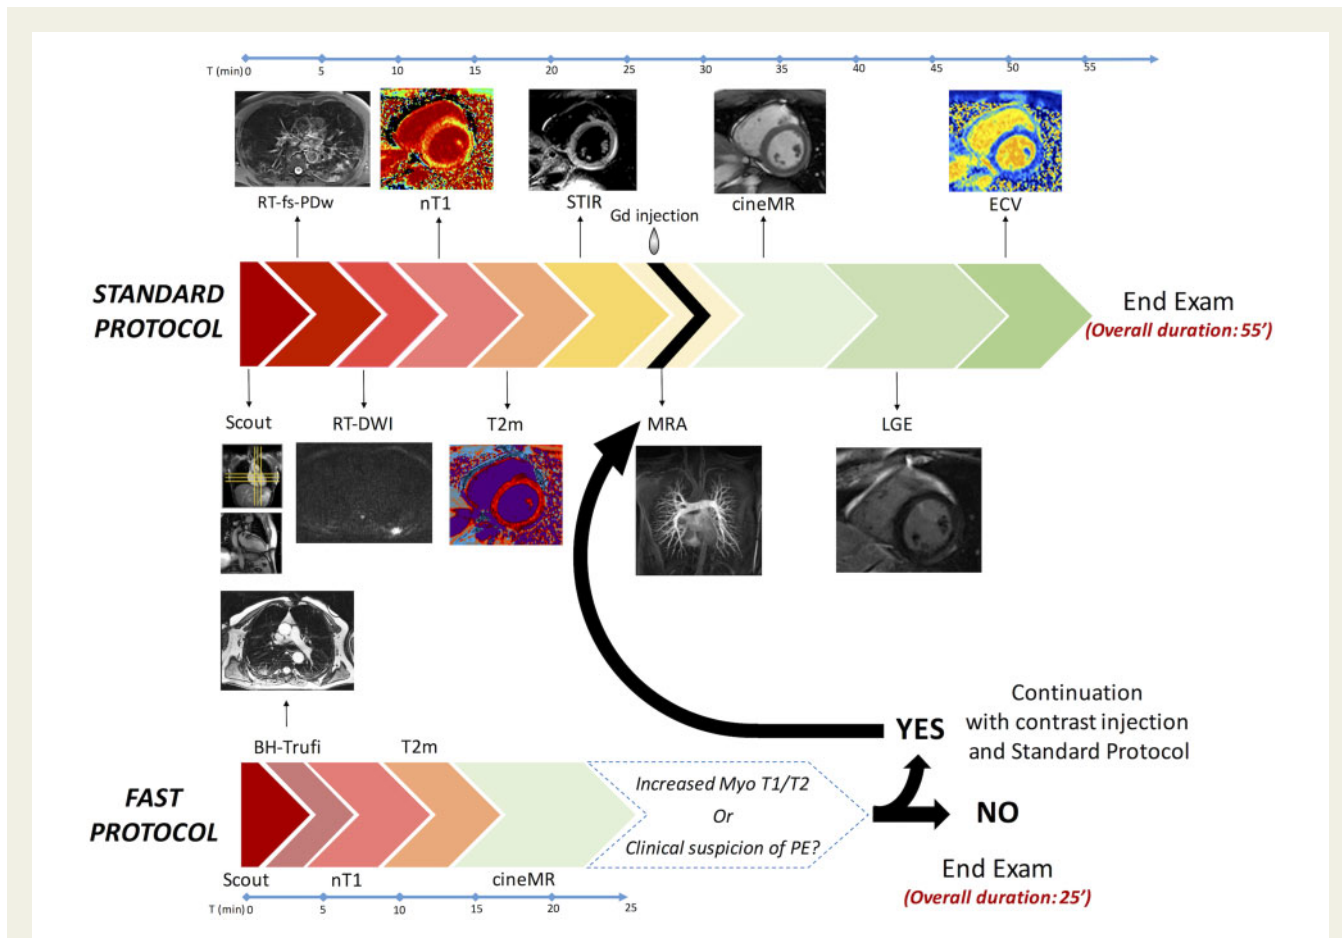 T (min) 0 5 10 15 20 25 30 35 40 45 50 55
RT-fs-PDw
nT1
STIR
Gd injection
cineMR
ECV
STANDARD
PROTOCOL
End Exam
(Overall duration: 55’)
Scout
RT-DWI
T2m
MRA
LGE
Continuation
with contrast injection
and Standard Protocol
YES
BH-Trufi
T2m
FAST
PROTOCOL
Increased Myo T1/T2
Or
Clinical suspicion of PE?
NO
End Exam
(Overall duration: 25’)
Scout
nT1
cineMR
T (min) 0 5 10 15 20 25